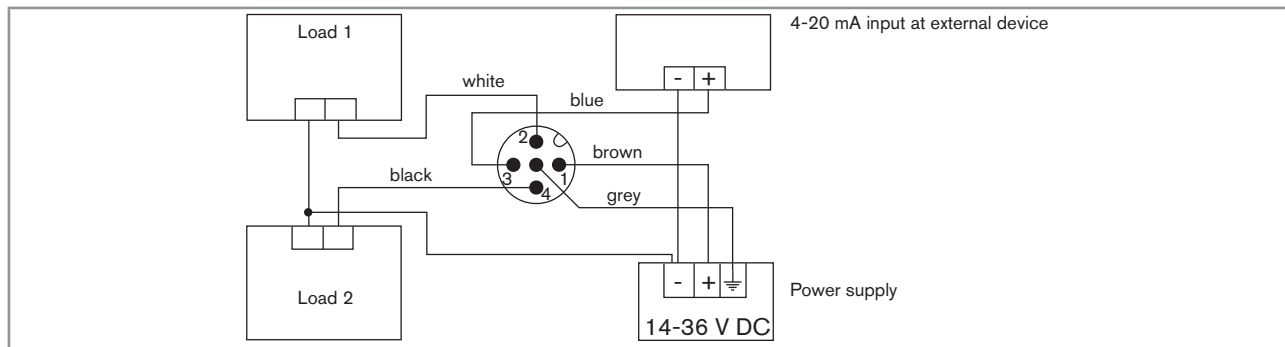 Load 1
4-20 mA input at external device
- +
white
blue
2
brown
3
1
black
4
grey
Load 2
- +
Power supply
14-36 V DC